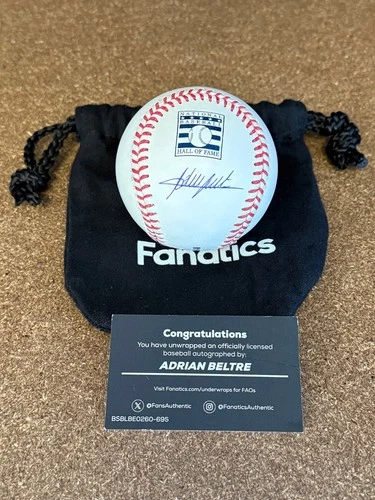 NATIONAL
BASEBALL
HALL OF FAME
Fanatics
Congratulations
You have unwrapped an officially licensed
baseball autographed by:
ADRIAN BELTRE
Visit Fanatics.com/underwraps for FAQs
X @FansAuthentic @FanaticsAuthentic
BSBLBE0260-695